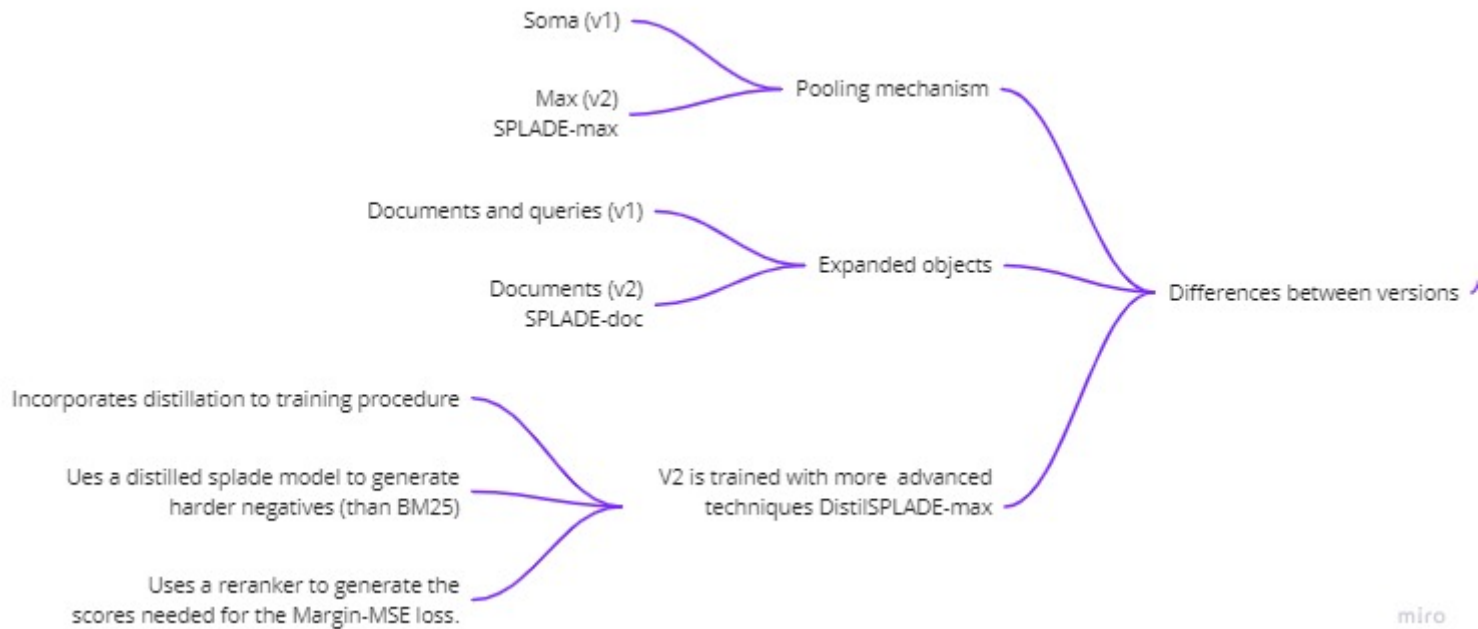 Soma (v1)
Pooling mechanism
Max (v2)
SPLADE-max
Documents and queries (v1)
Expanded objects
Documents (v2)
SPLADE-doc
Differences between versions
Incorporates distillation to training procedure
Ues a distilled splade model to generate
harder negatives (than BM25)
V2 is trained with more advanced
techniques DistilSPLADE-max
Uses a reranker to generate the
scores needed for the Margin-MSE loss.
miro